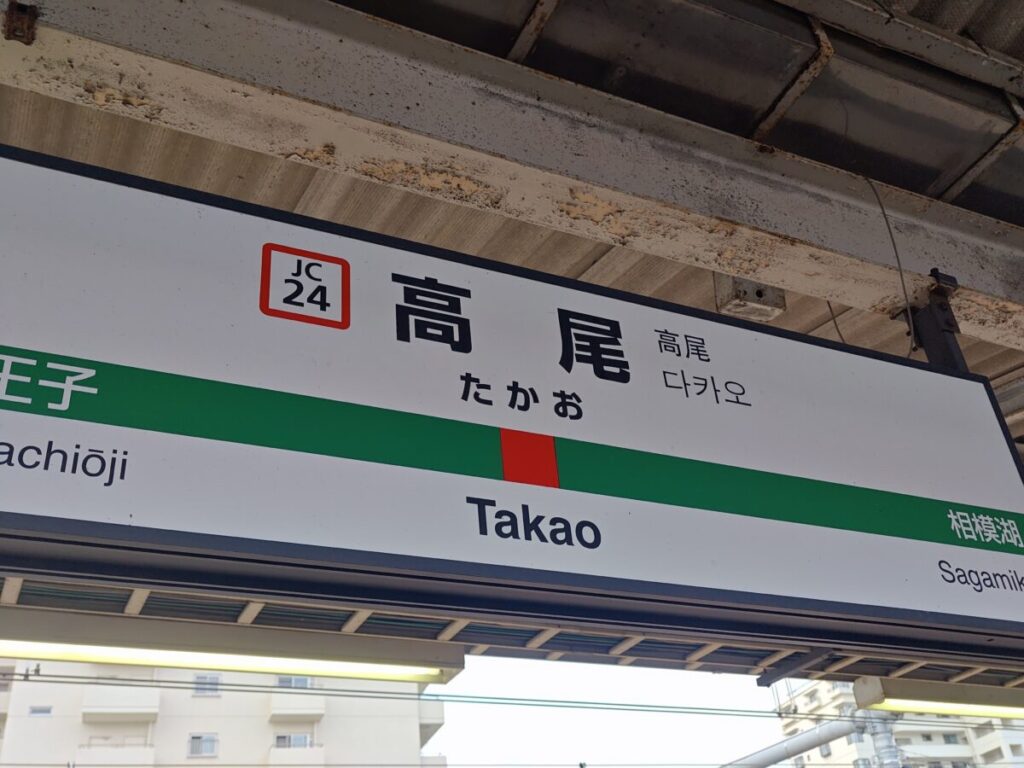 JC
24
高尾
高尾
다카오
たかお
王子
achiōji
Takao
相模湖
Sagamik